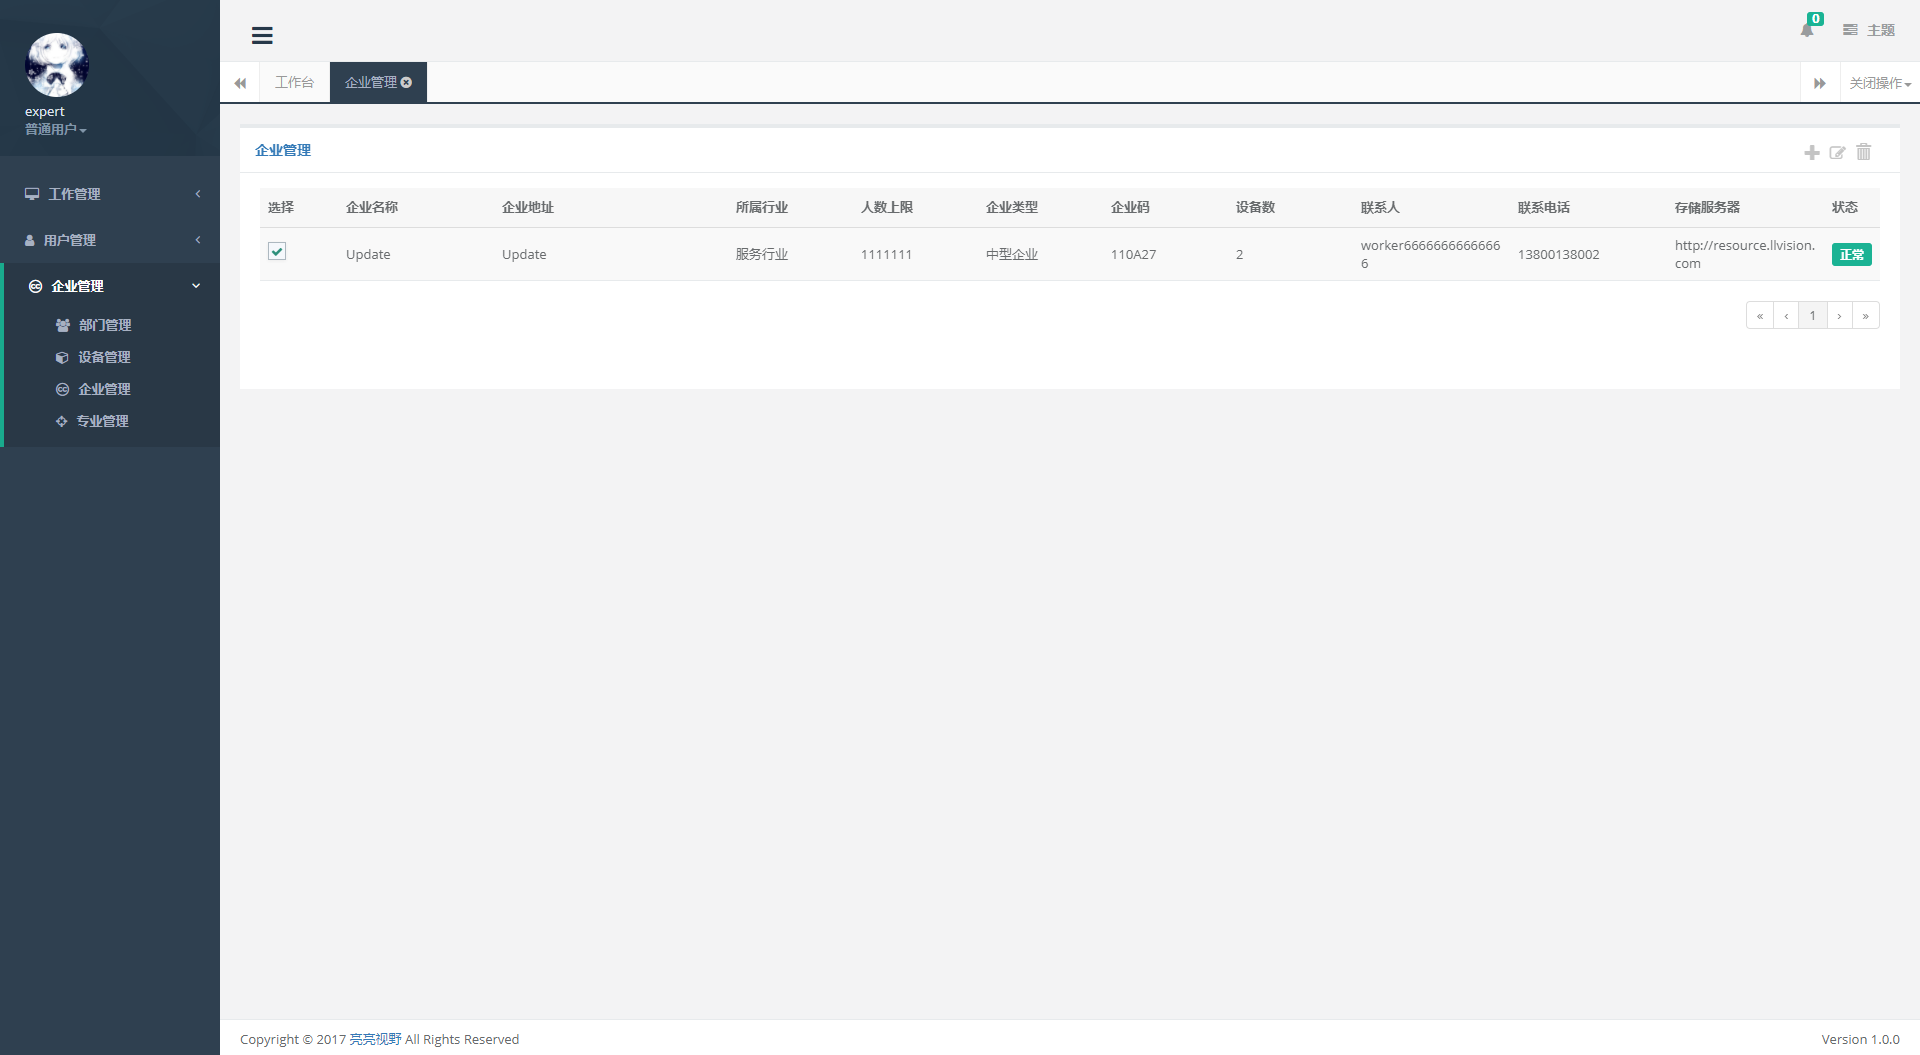 expert
普通用户
工作管理
用户管理
企业管理
部门管理
设备管理
企业管理
专业管理
0
主题
工作台
企业管理
关闭操作
企业管理
选择 企业名称 企业地址 所属行业 人数上限 企业类型 企业码 设备数 联系人 联系电话 存储服务器 状态
Update Update 服务行业 1111111 中型企业 110A27 2 worker6666666666666 13800138002 http://resource.llvision. 正常
6 com
« ‹ 1 › »
Copyright © 2017 亮亮视野 All Rights Reserved
Version 1.0.0